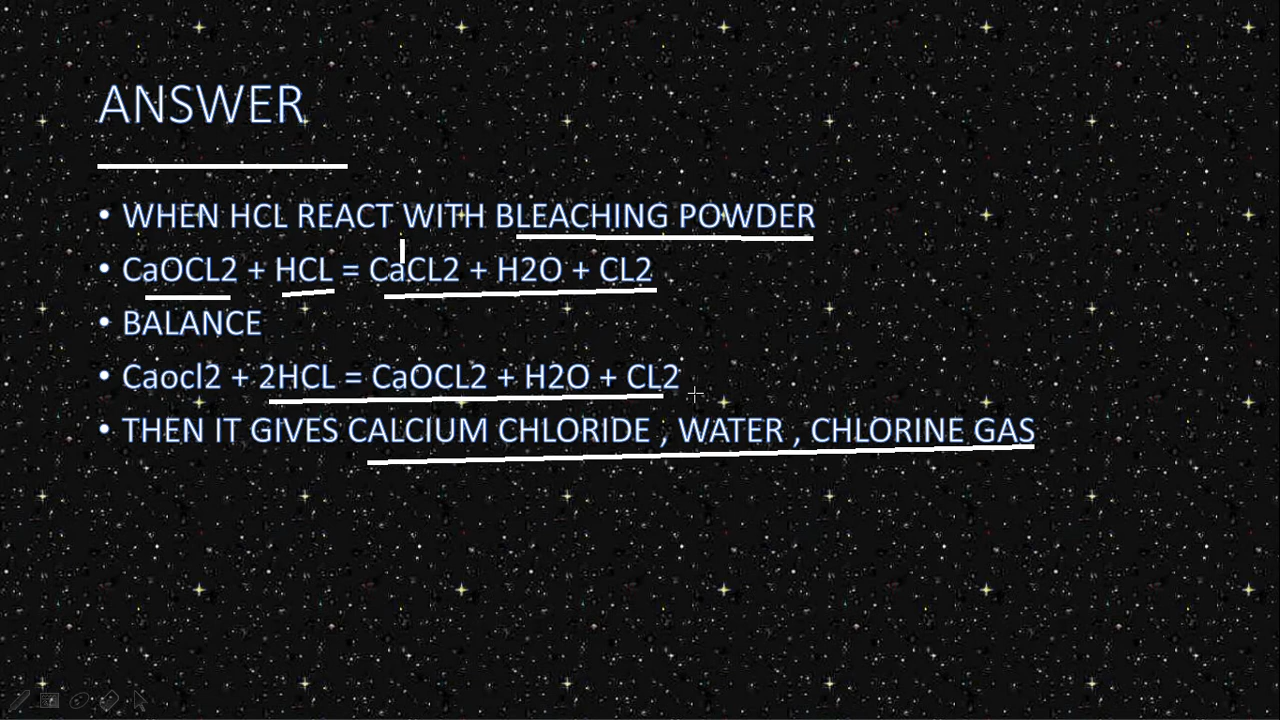 ANSWER
• WHEN HCL REACT WITH BLEACHING POWDER
• CaOCL2 + HCL = CaCL2 + H2O + CL2
• BALANCE
• Caocl2 + 2HCL = CaOCL2 + H2O + CL2
• THEN IT GIVES CALCIUM CHLORIDE , WATER , CHLORINE GAS